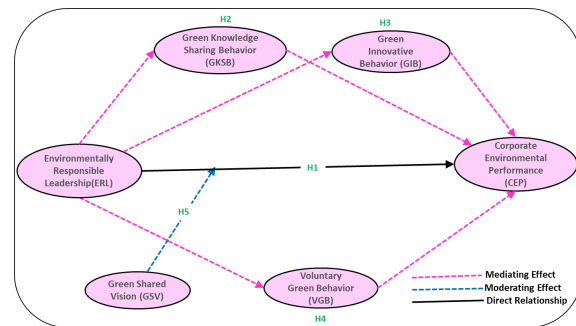 H2
H3
Green Knowledge
Sharing Behavior
(GKSB)
Green
Innovative
Behavior (GIB)
Environmentally
Responsible
Leadership(ERL)
H1
Corporate
Environmental
Performance
(CEP)
H5
Green Shared
Vision (GSV)
Voluntary
Green Behavior
(VGB)
H4
Mediating Effect
Moderating Effect
Direct Relationship